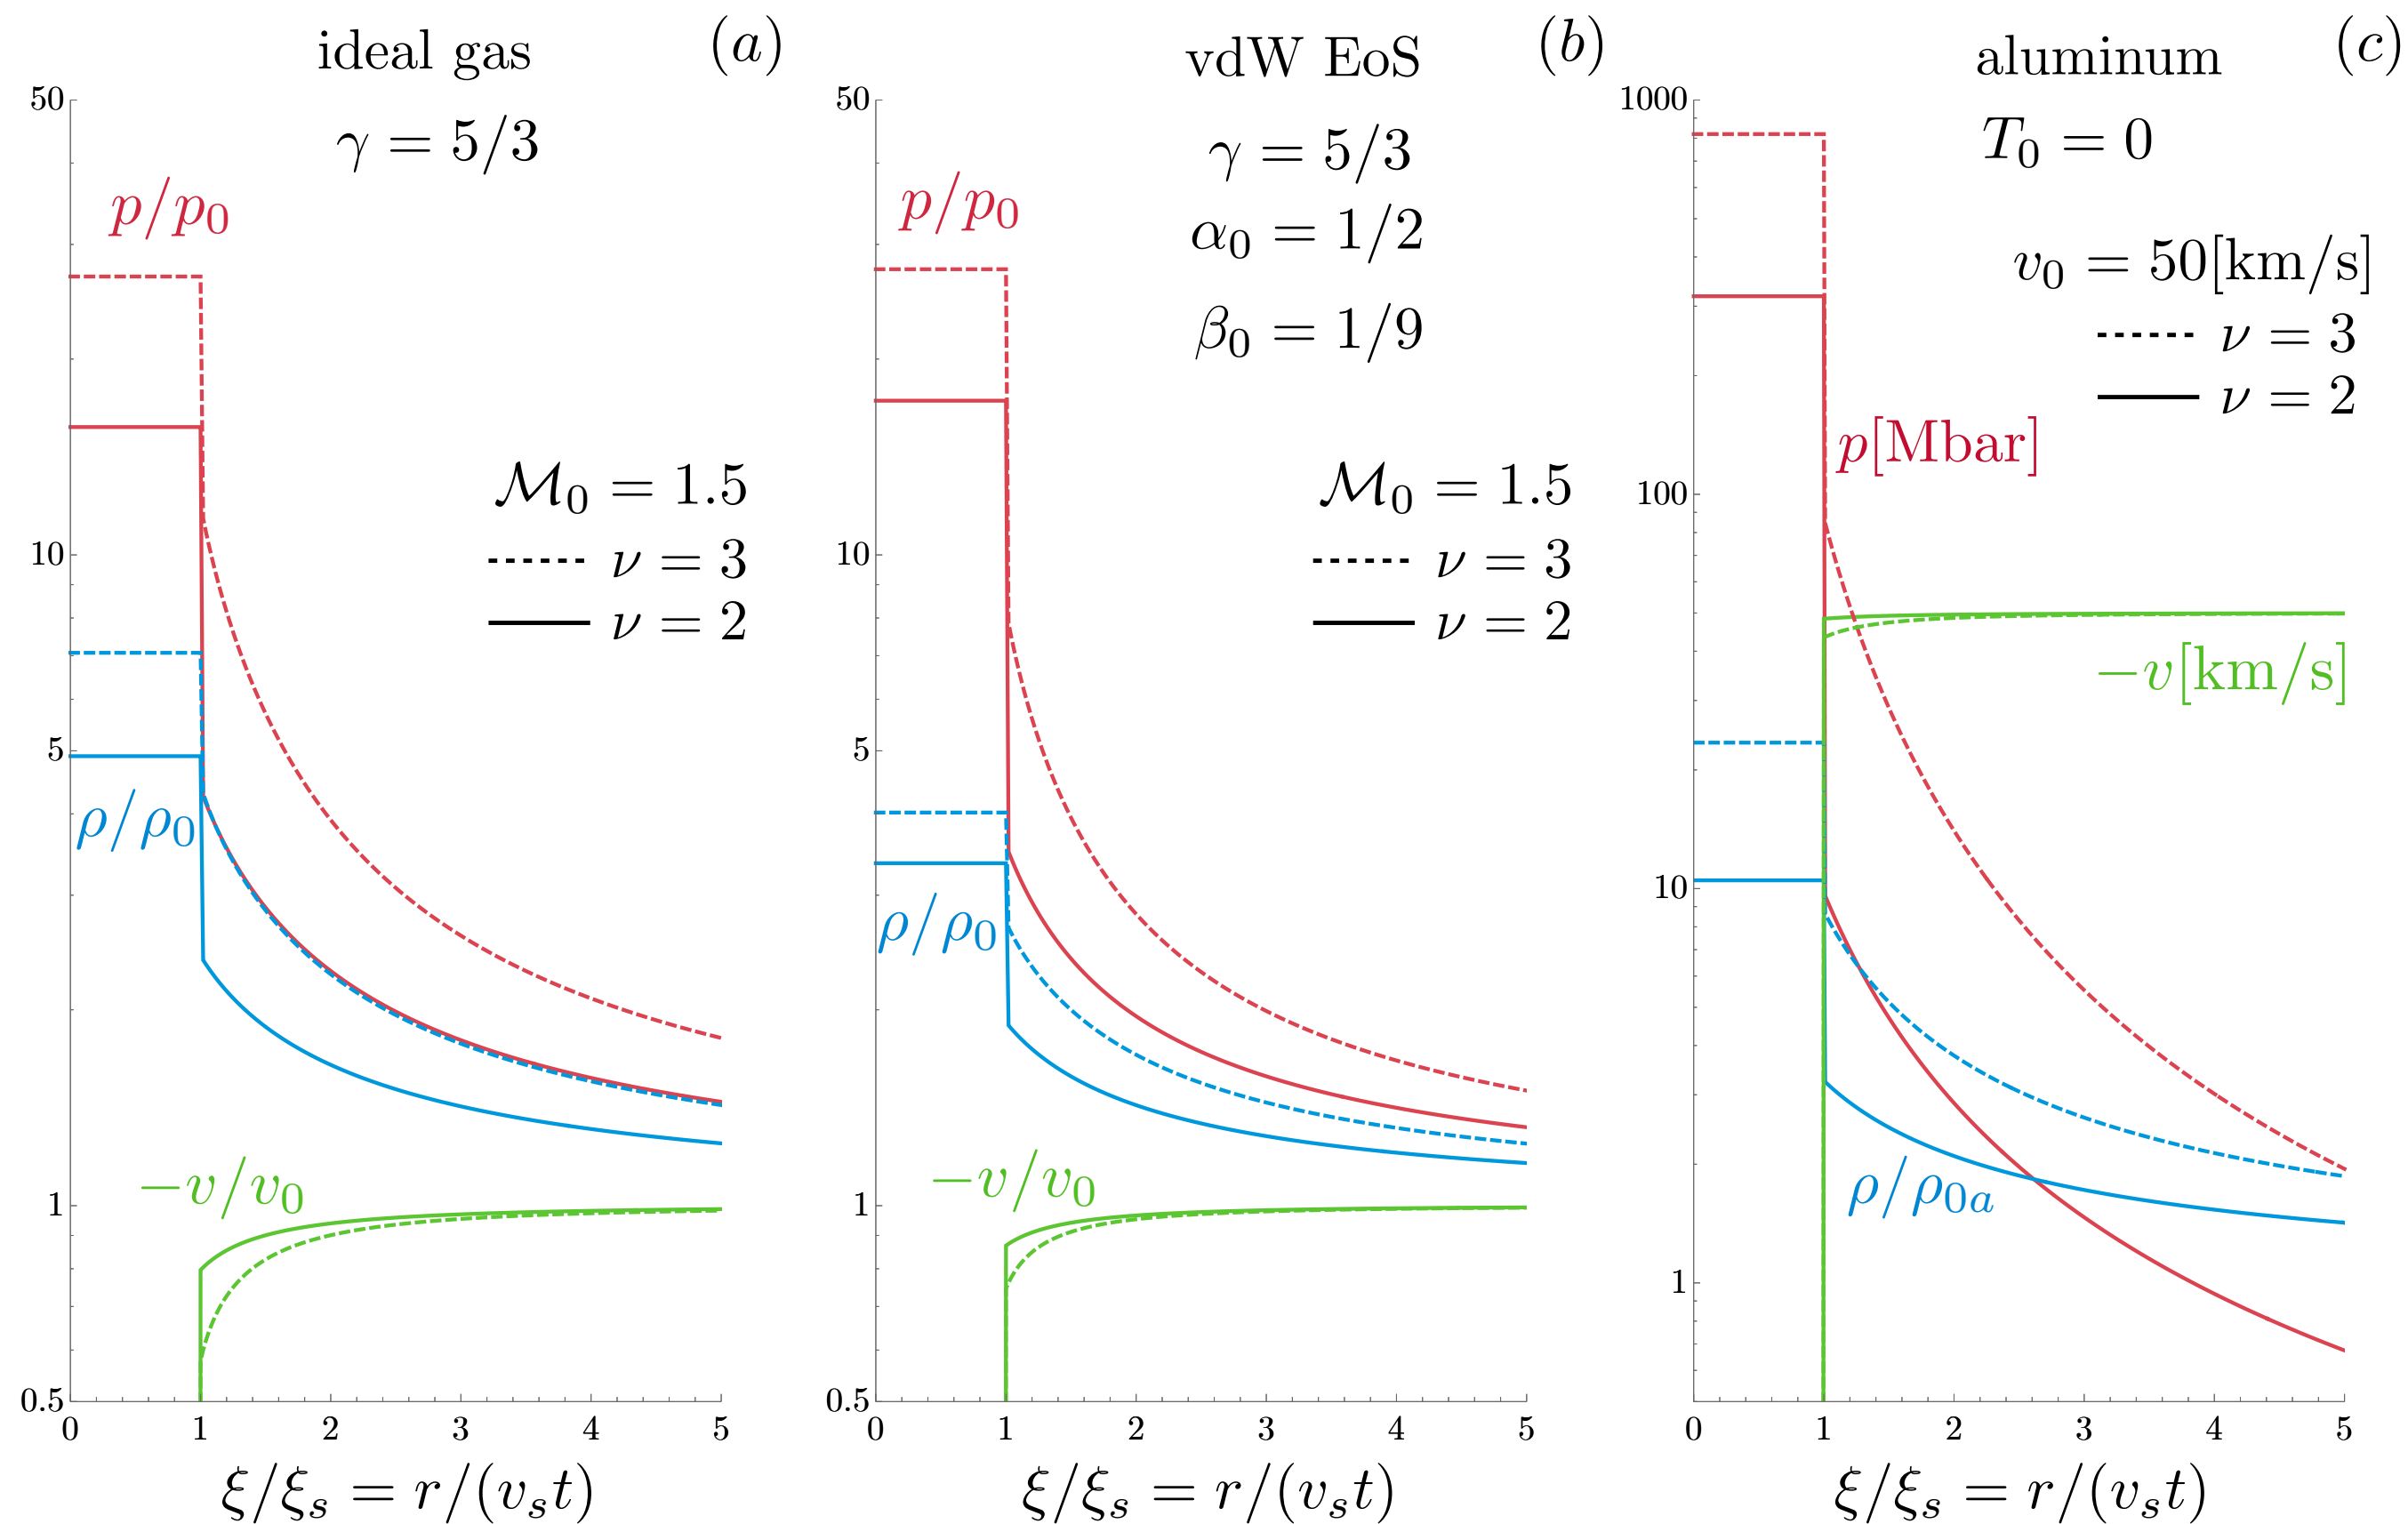 ideal gas
(a)
γ = 5/3
50
10
5
1
0.5
p/p₀
ρ/ρ₀
−v/v₀
ℳ₀ = 1.5
ν = 3
ν = 2
0 1 2 3 4 5
ξ/ξₛ = r/(vₛt)
vdW EoS
(b)
γ = 5/3
α₀ = 1/2
β₀ = 1/9
50
10
5
1
0.5
p/p₀
ρ/ρ₀
−v/v₀
ℳ₀ = 1.5
ν = 3
ν = 2
0 1 2 3 4 5
ξ/ξₛ = r/(vₛt)
aluminum
(c)
T₀ = 0
v₀ = 50[km/s]
ν = 3
ν = 2
1000
100
10
1
p[Mbar]
−v[km/s]
ρ/ρ₀ₐ
0 1 2 3 4 5
ξ/ξₛ = r/(vₛt)